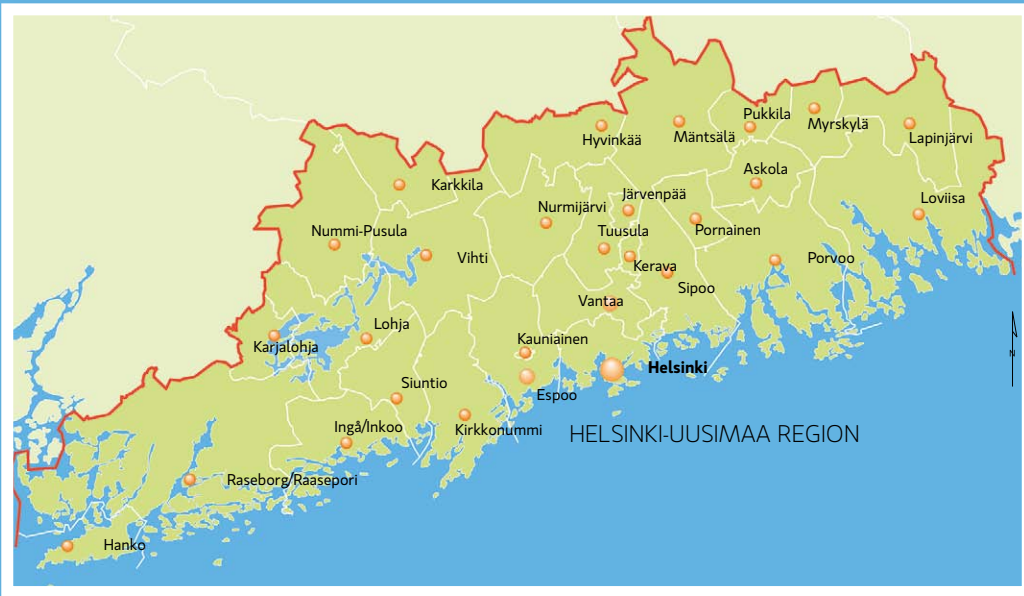 Pukkila
Myrskylä
Hyvinkää
Mäntsälä
Lapinjärvi
Askola
Karkkila
Järvenpää
Loviisa
Nurmijärvi
Nummi-Pusula
Tuusula
Pornainen
Vihti
Kerava
Porvoo
Sipoo
Vantaa
Lohja
Kauniainen
Karjalohja
N
Helsinki
Siuntio
Espoo
Ingå/Inkoo
Kirkkonummi
HELSINKI-UUSIMAA REGION
Raseborg/Raasepori
Hanko